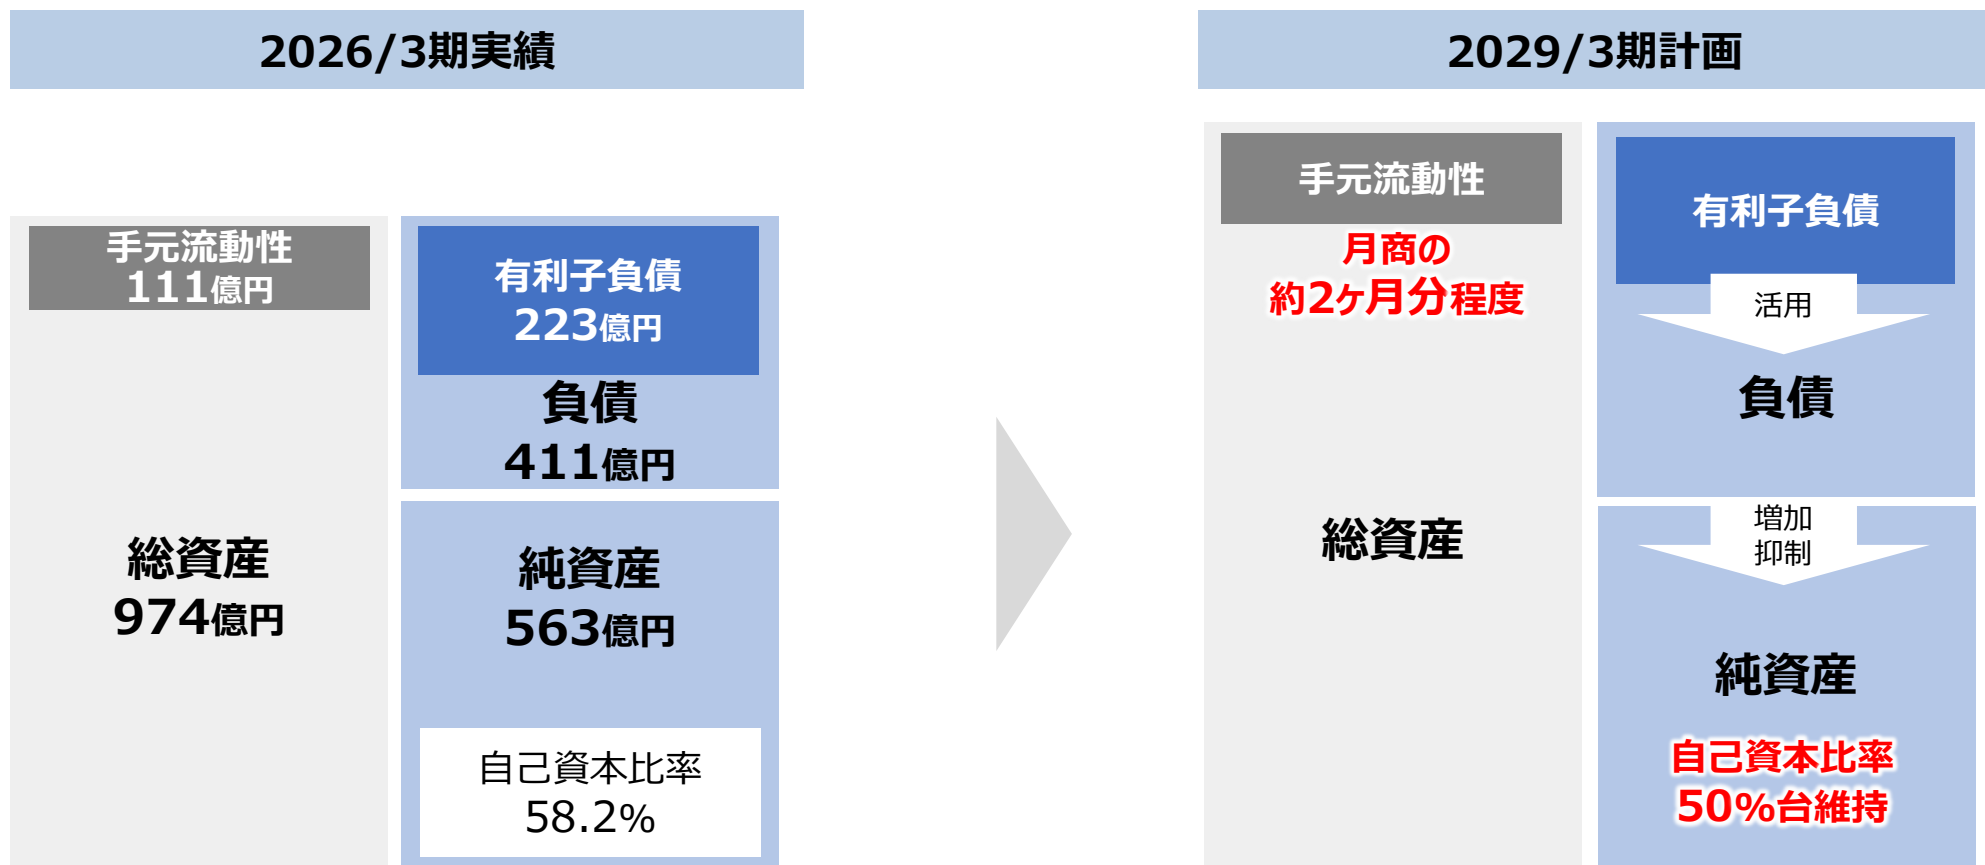 2026/3期実績
手元流動性
111億円
総資産
974億円
有利子負債
223億円
負債
411億円
純資産
563億円
自己資本比率
58.2%
2029/3期計画
手元流動性
月商の
約2ヶ月分程度
総資産
有利子負債
活用
負債
増加
抑制
純資産
自己資本比率
50%台維持